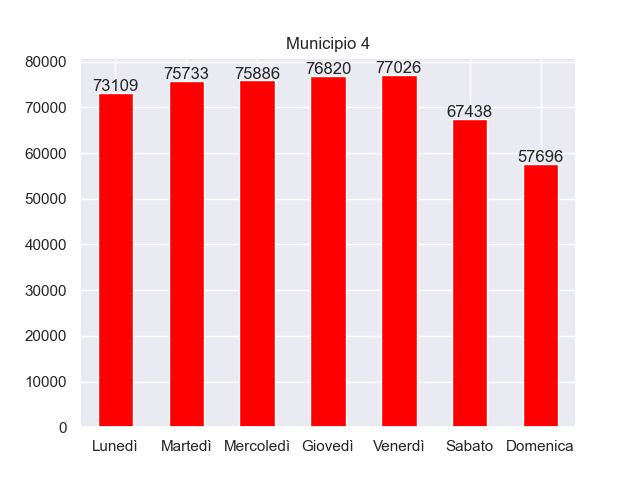 Municipio 4
80000
70000
60000
50000
40000
30000
20000
10000
0
73109
75733
75886
76820
77026
67438
57696
Lunedì
Martedì
Mercoledì
Giovedì
Venerdì
Sabato
Domenica